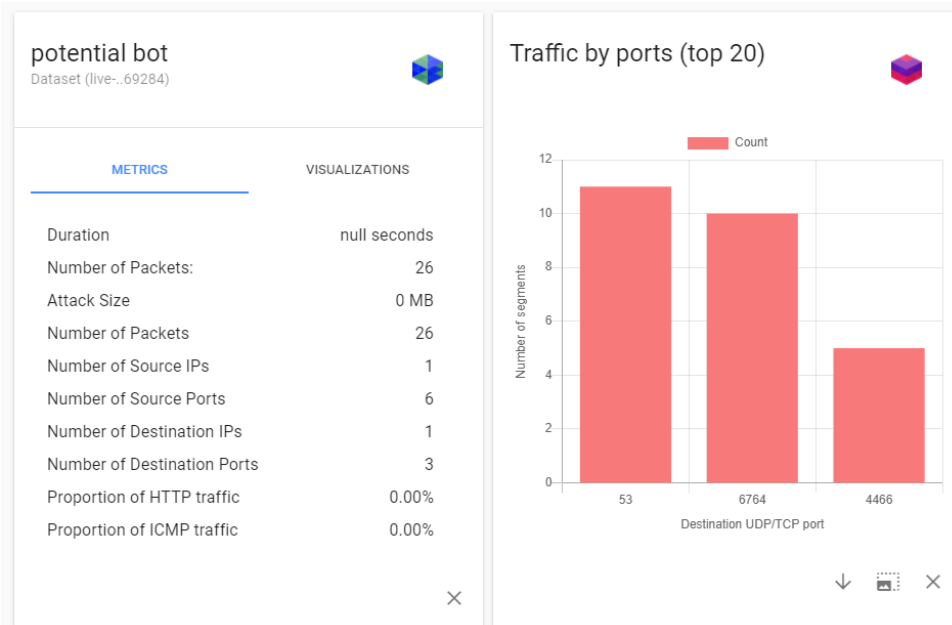 potential bot
Dataset (live-..69284)
METRICS
VISUALIZATIONS
Duration null seconds
Number of Packets: 26
Attack Size 0 MB
Number of Packets 26
Number of Source IPs 1
Number of Source Ports 6
Number of Destination IPs 1
Number of Destination Ports 3
Proportion of HTTP traffic 0.00%
Proportion of ICMP traffic 0.00%
Traffic by ports (top 20)
Count
Number of segments
12
10
8
6
4
2
0
53 6764 4466
Destination UDP/TCP port